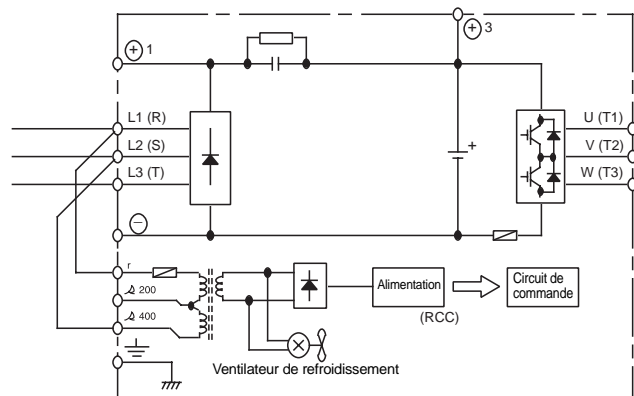 + 1
+ 3
L1 (R)
L2 (S)
L3 (T)
+
U (T1)
V (T2)
W (T3)
−
r
200
400
Alimentation
(RCC)
Circuit de
commande
Ventilateur de refroidissement